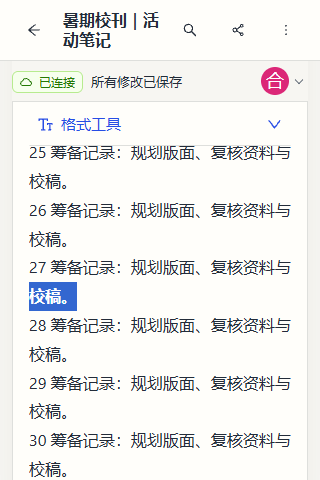 暑期校刊 | 活
动笔记
已连接
所有修改已保存
合
格式工具
25 筹备记录：规划版面、复核资料与
校稿。
26 筹备记录：规划版面、复核资料与
校稿。
27 筹备记录：规划版面、复核资料与
校稿。
28 筹备记录：规划版面、复核资料与
校稿。
29 筹备记录：规划版面、复核资料与
校稿。
30 筹备记录：规划版面、复核资料与
校稿。